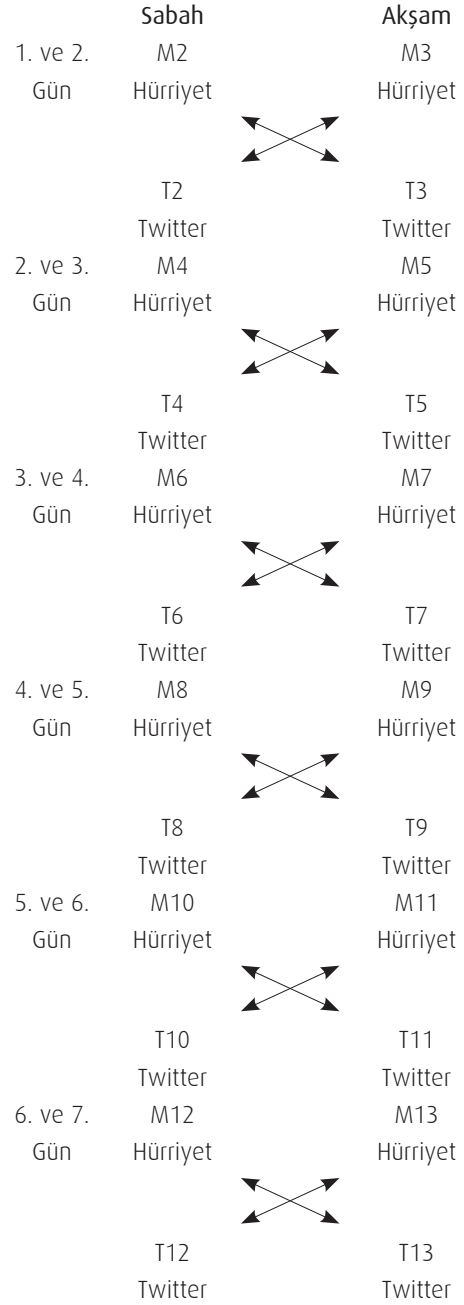 Sabah Akşam
1. ve 2. M2 M3
Gün Hürriyet Hürriyet
T2 T3
Twitter Twitter
2. ve 3. M4 M5
Gün Hürriyet Hürriyet
T4 T5
Twitter Twitter
3. ve 4. M6 M7
Gün Hürriyet Hürriyet
T6 T7
Twitter Twitter
4. ve 5. M8 M9
Gün Hürriyet Hürriyet
T8 T9
Twitter Twitter
5. ve 6. M10 M11
Gün Hürriyet Hürriyet
T10 T11
Twitter Twitter
6. ve 7. M12 M13
Gün Hürriyet Hürriyet
T12 T13
Twitter Twitter